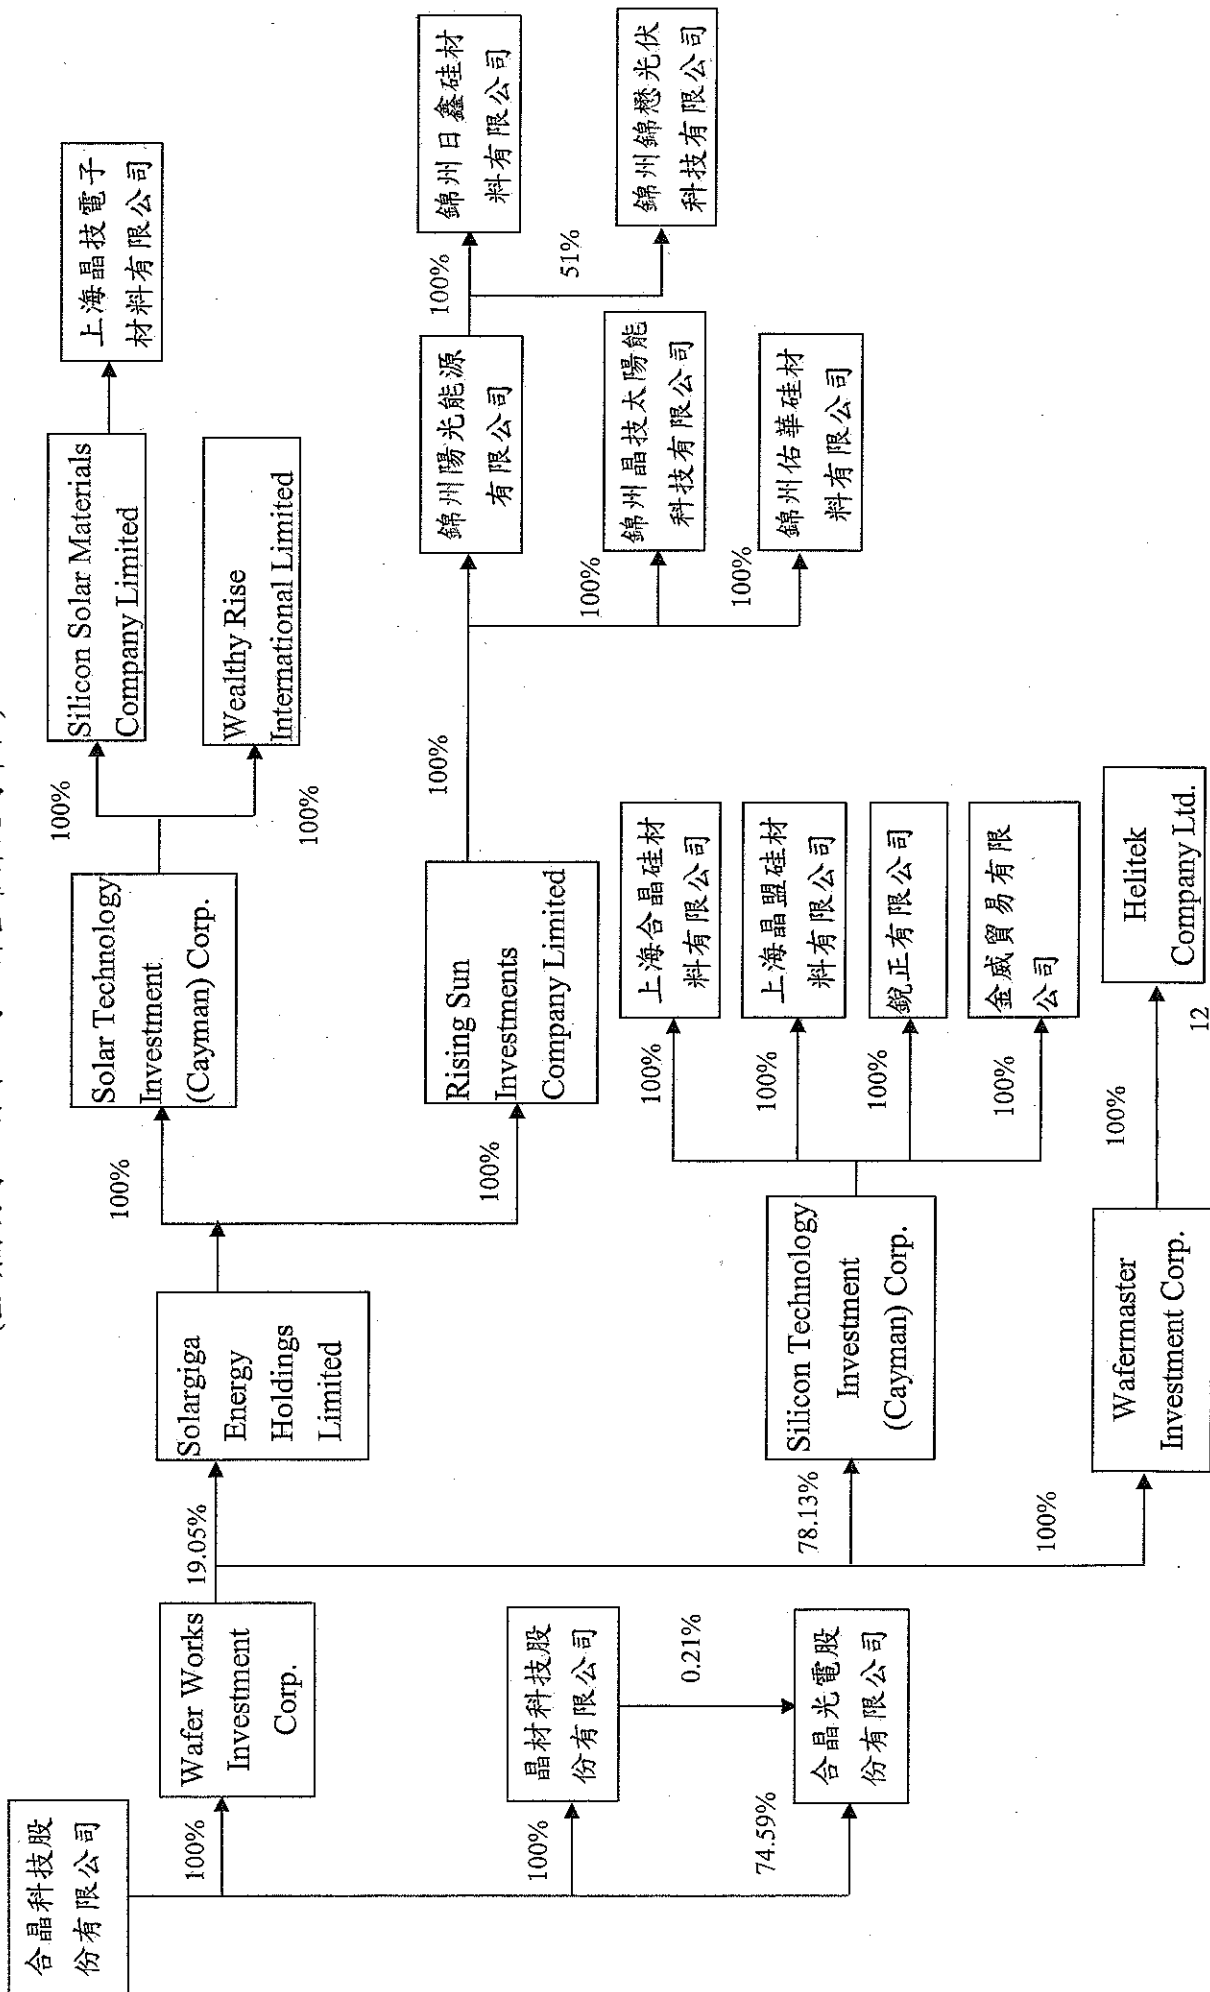 合晶科技股
份有限公司
100%
Wafer Works
Investment
Corp.
100%
晶材科技股
份有限公司
0.21%
74.59%
合晶光電股
份有限公司
19.05%
Solargiga
Energy
Holdings
Limited
78.13%
Silicon Technology
Investment
(Cayman) Corp.
100%
Wafermaster
Investment Corp.
100%
Solar Technology
Investment
(Cayman) Corp.
100%
Rising Sun
Investments
Company Limited
100%
Silicon Solar Materials
Company Limited
100%
Wealthy Rise
International Limited
上海晶技電子
材料有限公司
100%
錦州陽光能源
有限公司
100%
錦州晶技太陽能
科技有限公司
100%
錦州佑華硅材
料有限公司
100%
錦州日鑫硅材
料有限公司
51%
錦州錦懋光伏
科技有限公司
100%
上海合晶硅材
料有限公司
100%
上海晶盟硅材
料有限公司
100%
銳正有限公司
100%
金威貿易有限
公司
100%
Helitek
Company Ltd.
100%
12